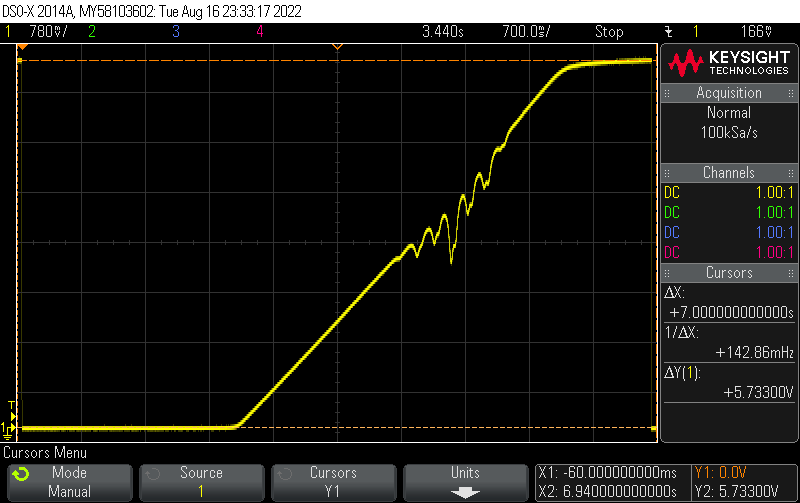 DSO-X 2014A, MY58103602: Tue Aug 16 23:33:17 2022
1 780mV/ 2 3 4 3.440s 700.0ms/ Stop 1 166mV
KEYSIGHT
TECHNOLOGIES
Acquisition
Normal
100kSa/s
Channels
DC 1.00:1
DC 1.00:1
DC 1.00:1
DC 1.00:1
Cursors
ΔX:
+7.000000000000s
1/ΔX:
+142.86mHz
ΔY(1):
+5.73300V
T
1
Cursors Menu
Mode
Manual
Source
1
Cursors
Y1
Units
X1: -60.000000000ms
X2: 6.940000000000s
Y1: 0.0V
Y2: 5.73300V